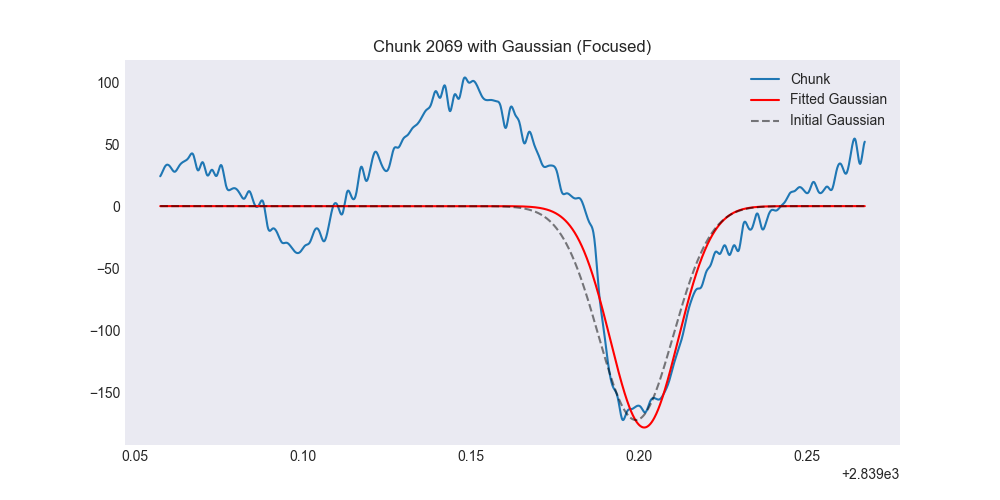 Chunk 2069 with Gaussian (Focused)
Chunk
Fitted Gaussian
Initial Gaussian
100
50
0
−50
−100
−150
0.05 0.10 0.15 0.20 0.25
+2.839e3